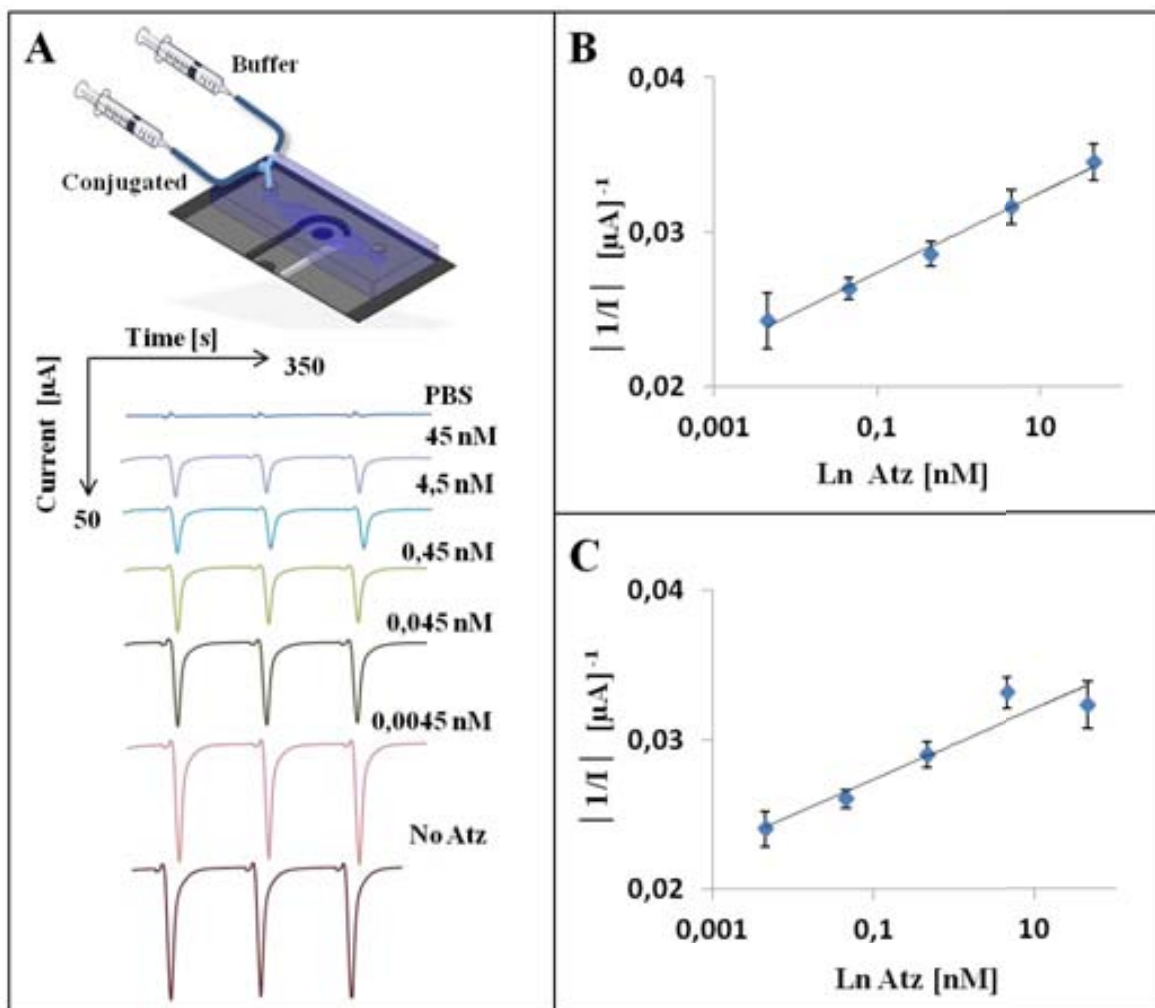 A
Buffer
Conjugated
Time [s]
350
Current [µA]
50
PBS
45 nM
4,5 nM
0,45 nM
0,045 nM
0,0045 nM
No Atz
B
0,04
0,03
0,02
| 1/I | [µA]⁻¹
0,001
0,1
10
Ln Atz [nM]
C
0,04
0,03
0,02
| 1/I | [µA]⁻¹
0,001
0,1
10
Ln Atz [nM]